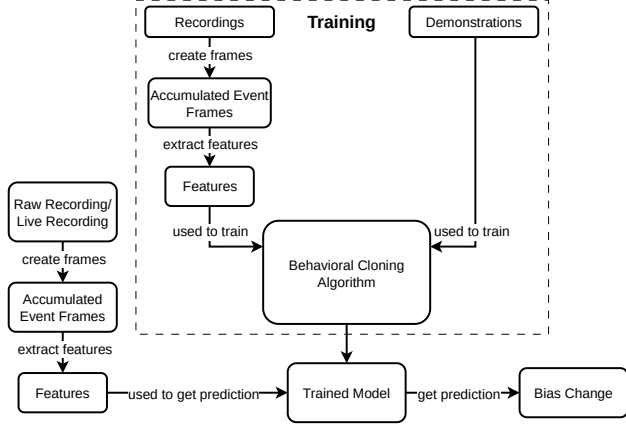 Training
Recordings
create frames
Accumulated Event
Frames
extract features
Features
used to train
Demonstrations
used to train
Behavioral Cloning
Algorithm
Raw Recording/
Live Recording
create frames
Accumulated
Event Frames
extract features
Features
used to get prediction
Trained Model
get prediction
Bias Change